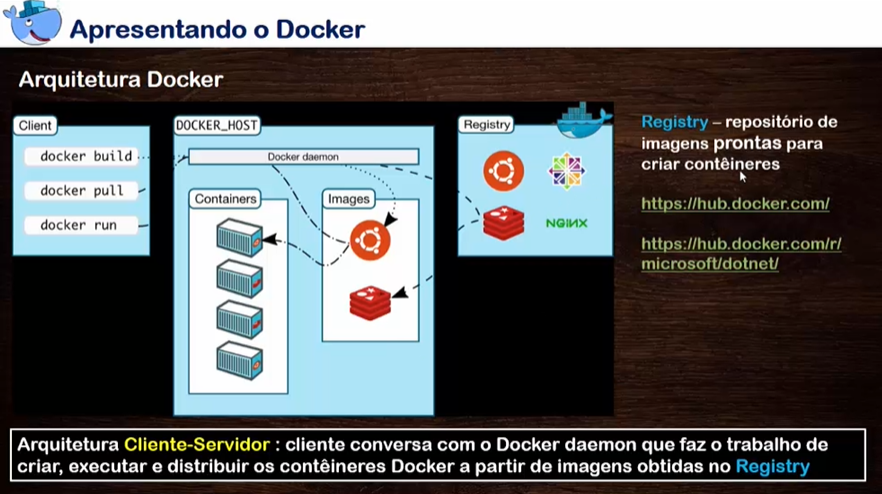 Apresentando o Docker
Arquitetura Docker
Client
docker build
docker pull
docker run
DOCKER_HOST
Docker daemon
Containers
Images
Registry
NGINX
Registry – repositório de
imagens prontas para
criar contêineres
https://hub.docker.com/
https://hub.docker.com/r/
microsoft/dotnet/
Arquitetura Cliente-Servidor : cliente conversa com o Docker daemon que faz o trabalho de
criar, executar e distribuir os contêineres Docker a partir de imagens obtidas no Registry